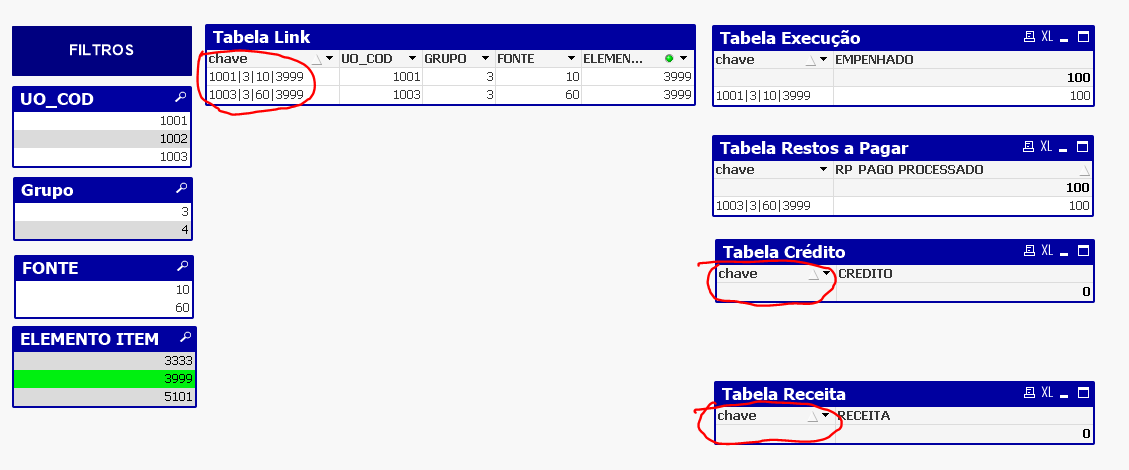 FILTROS
UO_COD
1001
1002
1003
Grupo
3
4
FONTE
10
60
ELEMENTO ITEM
3333
3999
5101
Tabela Link
chave UO_COD GRUPO FONTE ELEMEN...
1001|3|10|3999 1001 3 10 3999
1003|3|60|3999 1003 3 60 3999
Tabela Execução XL
chave EMPENHADO
100
1001|3|10|3999 100
Tabela Restos a Pagar XL
chave RP PAGO PROCESSADO
100
1003|3|60|3999 100
Tabela Crédito XL
chave CREDITO
0
Tabela Receita XL
chave RECEITA
0